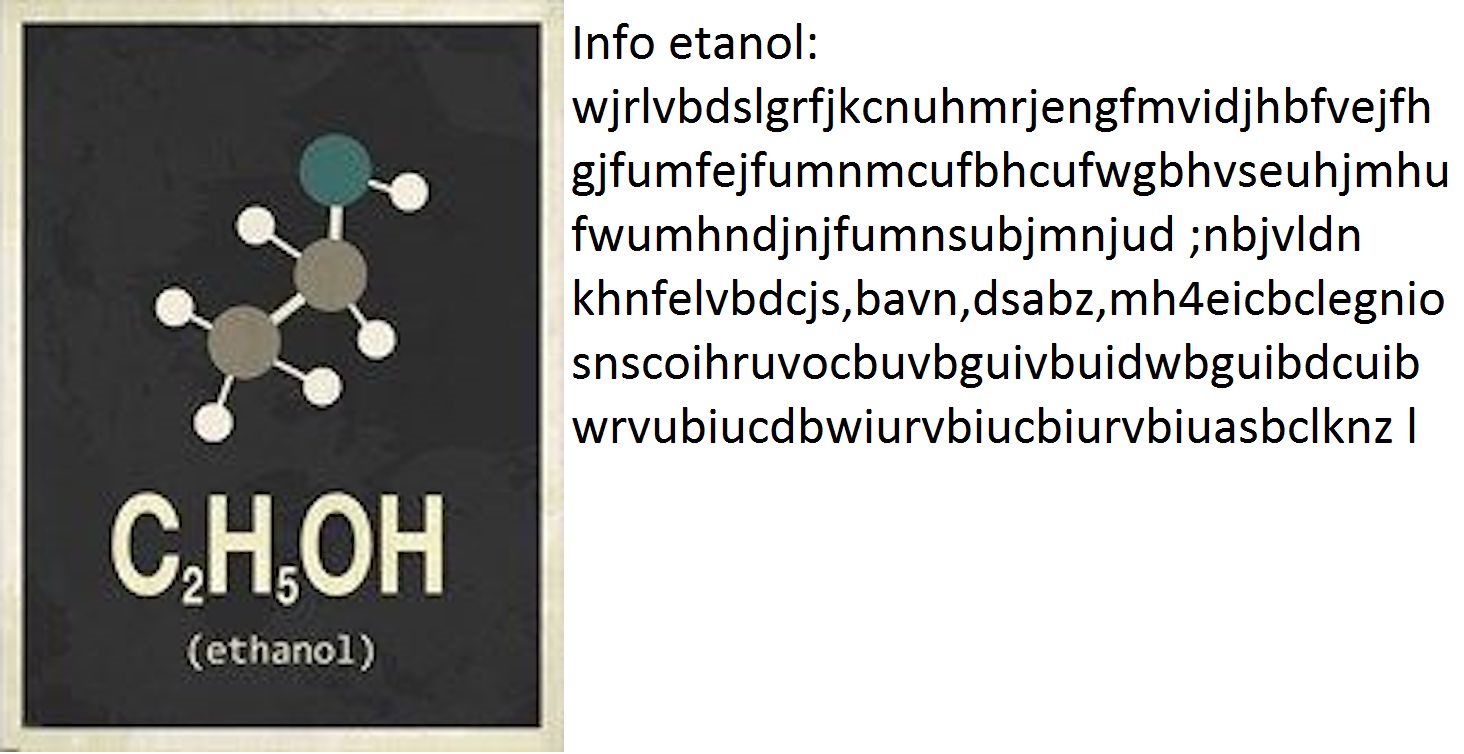 C₂H₅OH
(ethanol)
Info etanol:
wjrlvbdslgrfjkcnuhmrjengfmvidjhbfvejfh
gjfumfejfumnmcufbhcufwgbhvseuhjmhu
fwumhndjnjfumnsubjmnjud ;nbjvldn
khnfelvbdcjs,bavn,dsabz,mh4eicbclegnio
snscoihruvocbuvbguivbuidwbguibdcuib
wrvubiucdbwiurvbiucbiurvbiuasbclknz l